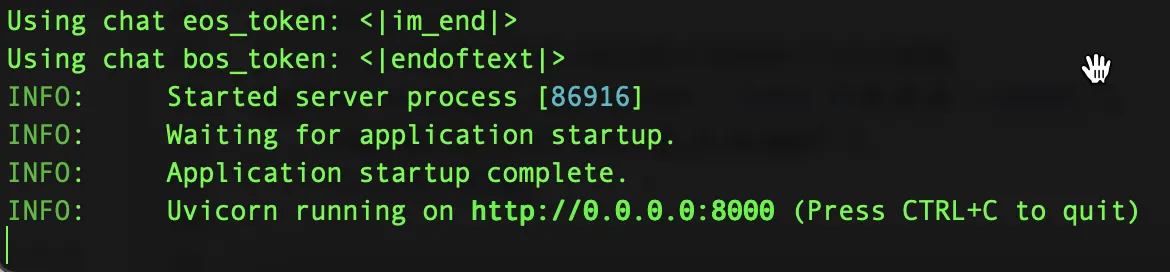 Using chat eos_token: <|im_end|>
Using chat bos_token: <|endoftext|>
INFO:     Started server process [86916]
INFO:     Waiting for application startup.
INFO:     Application startup complete.
INFO:     Uvicorn running on http://0.0.0.0:8000 (Press CTRL+C to quit)